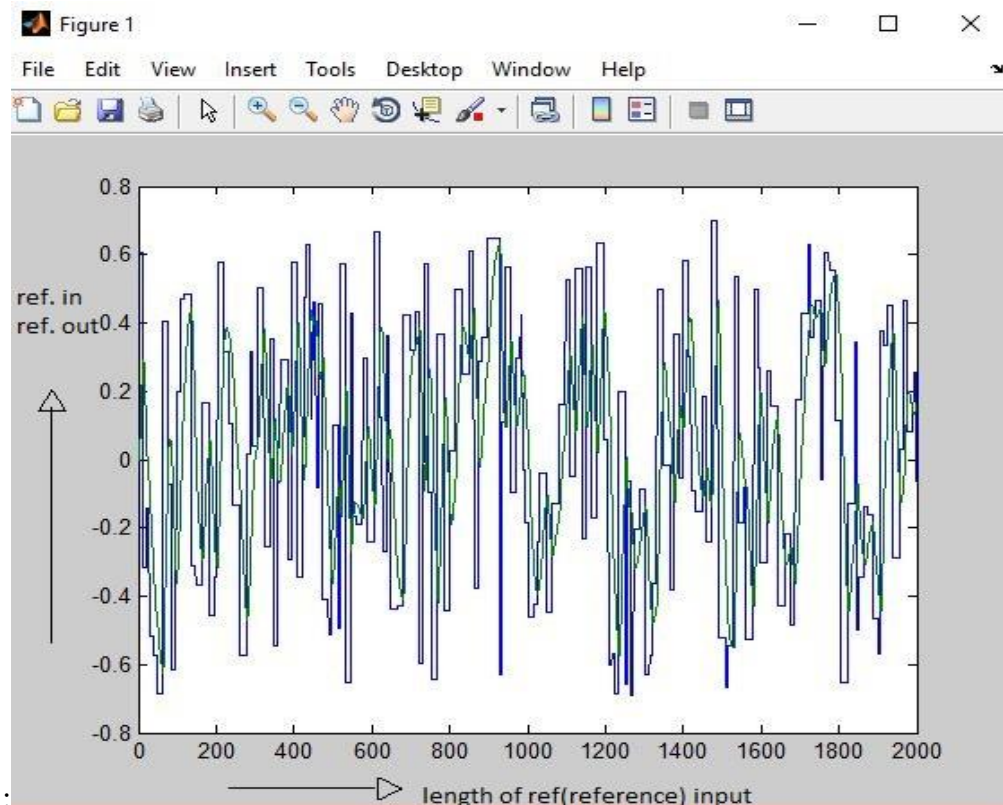 Figure 1
File Edit View Insert Tools Desktop Window Help
0.8
0.6
ref. in
ref. out
0.4
0.2
0
-0.2
-0.4
-0.6
-0.8
0 200 400 600 800 1000 1200 1400 1600 1800 2000
length of ref(reference) input